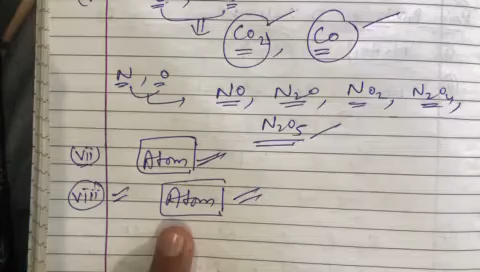 CO₂, CO
N, O → NO, N₂O, NO₂, N₂O₄,
N₂O₅
(vii) Atom
(viii) Atom